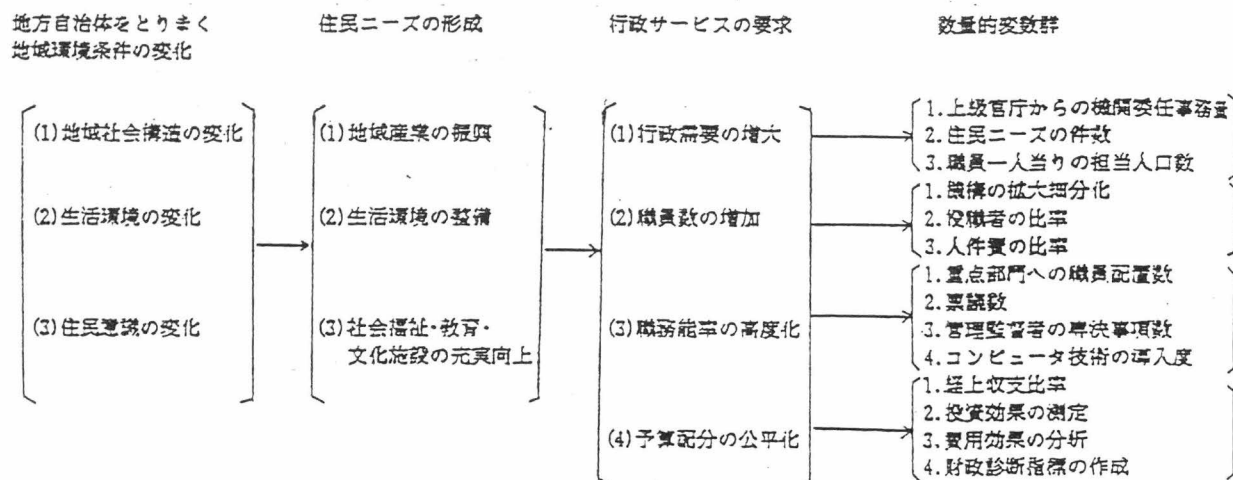 地方自治体をとりまく
地域環境条件の変化
住民ニーズの形成
行政サービスの要求
数量的変数群
(1)地域社会構造の変化
(2)生活環境の変化
(3)住民意識の変化
(1)地域産業の振興
(2)生活環境の整備
(3)社会福祉・教育・
文化施設の充実向上
(1)行政需要の増大
(2)職員数の増加
(3)職務能率の高度化
(4)予算配分の公平化
1.上級官庁からの機関委任事務量
2.住民ニーズの件数
3.職員一人当りの担当人口数
1.機構の拡大細分化
2.役職者の比率
3.人件費の比率
1.重点部門への職員配置数
2.稟議数
3.管理監督者の専決事項数
4.コンピュータ技術の導入度
1.経上収支比率
2.投資効果の測定
3.費用効果の分析
4.財政診断指標の作成